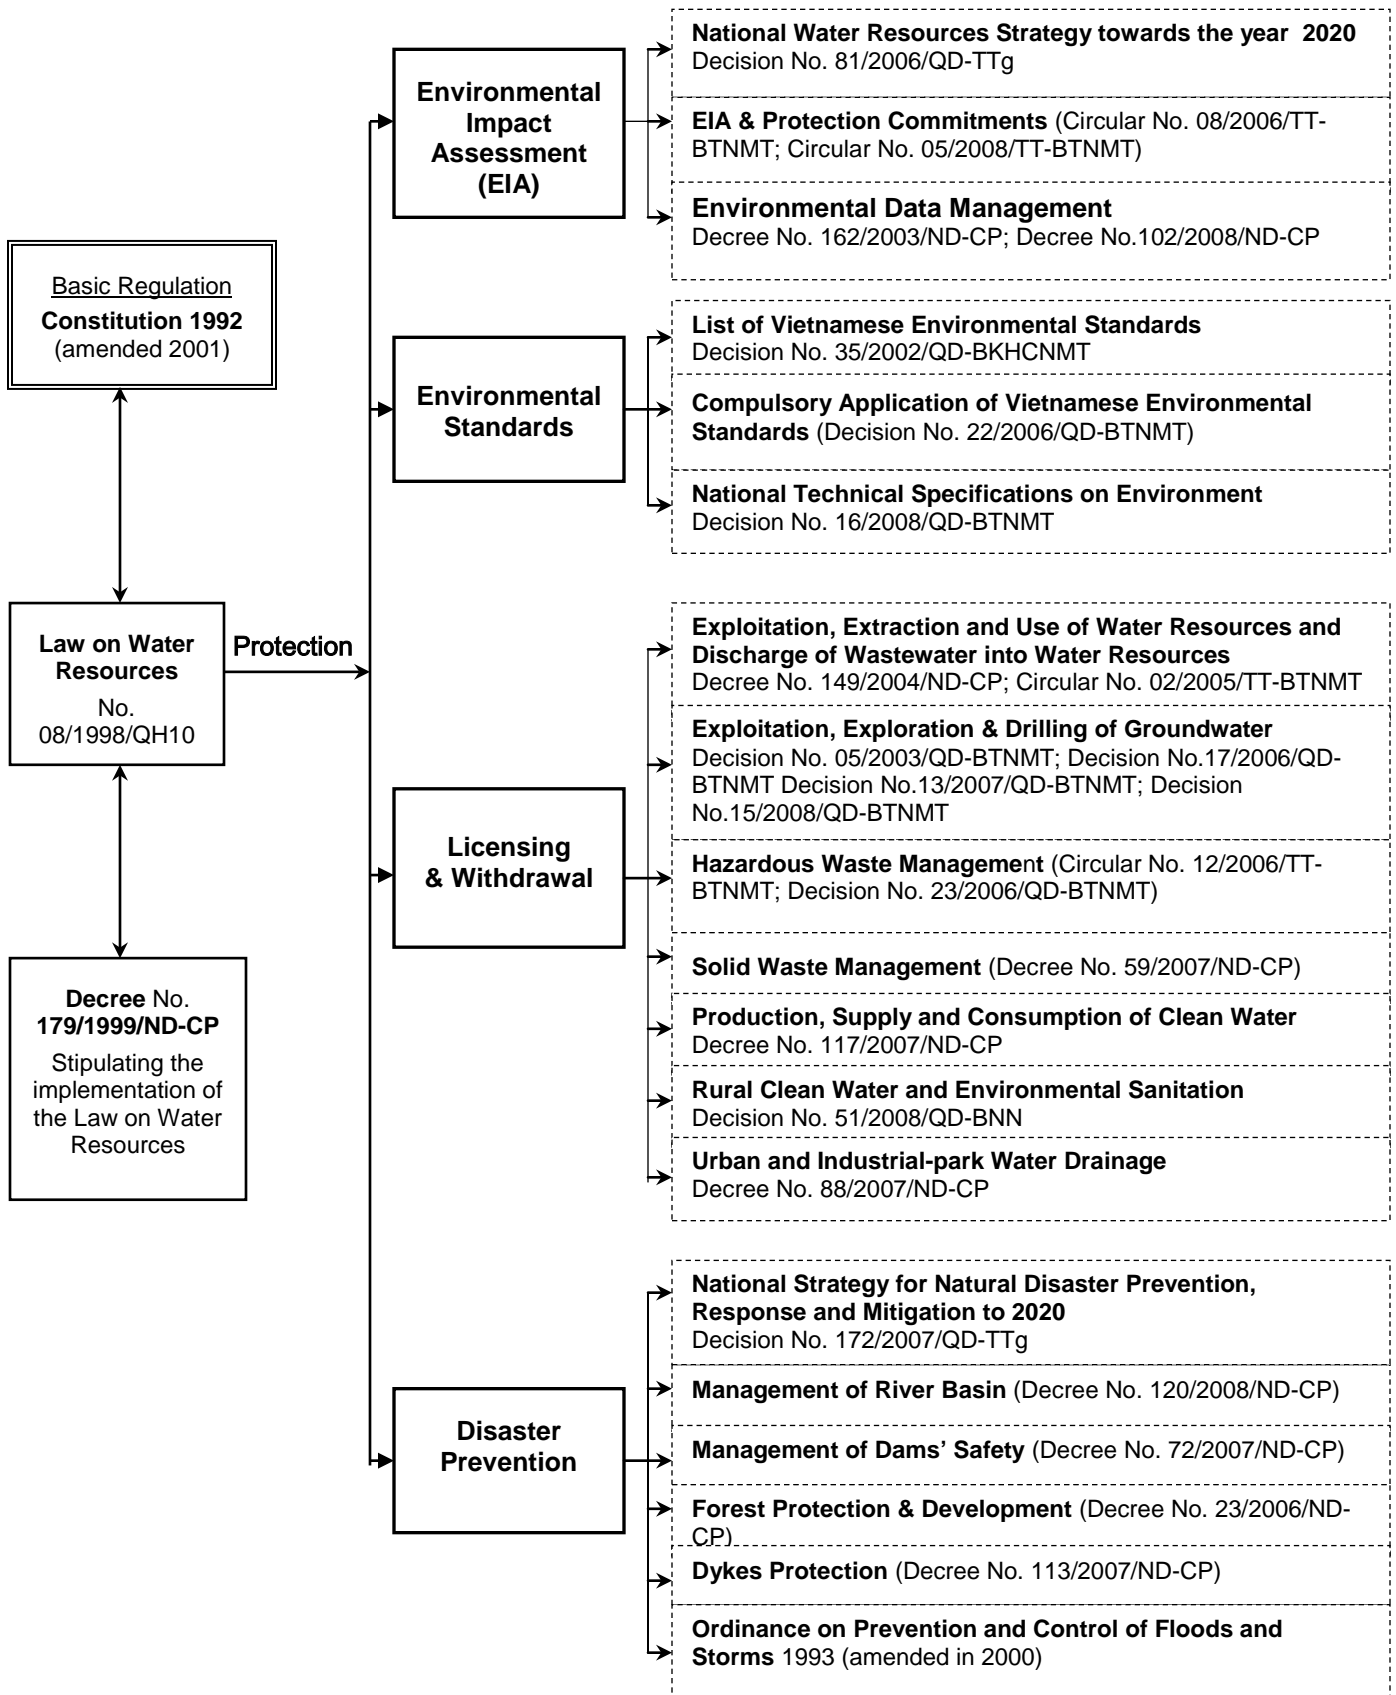 Basic Regulation
Constitution 1992
(amended 2001)
Law on Water
Resources
No.
08/1998/QH10
Protection
Decree No.
179/1999/ND-CP
Stipulating the
implementation of
the Law on Water
Resources
Environmental
Impact
Assessment
(EIA)
National Water Resources Strategy towards the year 2020
Decision No. 81/2006/QD-TTg
EIA & Protection Commitments (Circular No. 08/2006/TT-
BTNMT; Circular No. 05/2008/TT-BTNMT)
Environmental Data Management
Decree No. 162/2003/ND-CP; Decree No.102/2008/ND-CP
Environmental
Standards
List of Vietnamese Environmental Standards
Decision No. 35/2002/QD-BKHCNMT
Compulsory Application of Vietnamese Environmental
Standards (Decision No. 22/2006/QD-BTNMT)
National Technical Specifications on Environment
Decision No. 16/2008/QD-BTNMT
Licensing
& Withdrawal
Exploitation, Extraction and Use of Water Resources and
Discharge of Wastewater into Water Resources
Decree No. 149/2004/ND-CP; Circular No. 02/2005/TT-BTNMT
Exploitation, Exploration & Drilling of Groundwater
Decision No. 05/2003/QD-BTNMT; Decision No.17/2006/QD-
BTNMT Decision No.13/2007/QD-BTNMT; Decision
No.15/2008/QD-BTNMT
Hazardous Waste Management (Circular No. 12/2006/TT-
BTNMT; Decision No. 23/2006/QD-BTNMT)
Solid Waste Management (Decree No. 59/2007/ND-CP)
Production, Supply and Consumption of Clean Water
Decree No. 117/2007/ND-CP
Rural Clean Water and Environmental Sanitation
Decision No. 51/2008/QD-BNN
Urban and Industrial-park Water Drainage
Decree No. 88/2007/ND-CP
Disaster
Prevention
National Strategy for Natural Disaster Prevention,
Response and Mitigation to 2020
Decision No. 172/2007/QD-TTg
Management of River Basin (Decree No. 120/2008/ND-CP)
Management of Dams’ Safety (Decree No. 72/2007/ND-CP)
Forest Protection & Development (Decree No. 23/2006/ND-
CP)
Dykes Protection (Decree No. 113/2007/ND-CP)
Ordinance on Prevention and Control of Floods and
Storms 1993 (amended in 2000)